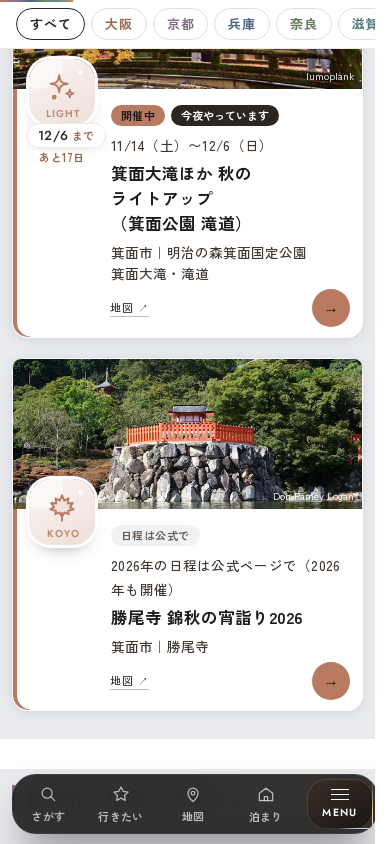 すべて 大阪 京都 兵庫 奈良 滋賀
lumoplank
LIGHT
12/6 まで
あと17日
開催中 今夜やっています
11/14（土）〜12/6（日）
箕面大滝ほか 秋の
ライトアップ
（箕面公園 滝道）
箕面市｜明治の森箕面国定公園
箕面大滝・滝道
地図 ↗
→
Don Ramey Logan
KOYO
日程は公式で
2026年の日程は公式ページで（2026
年も開催）
勝尾寺 錦秋の宵詣り2026
箕面市｜勝尾寺
地図 ↗
→
さがす 行きたい 地図 泊まり MENU